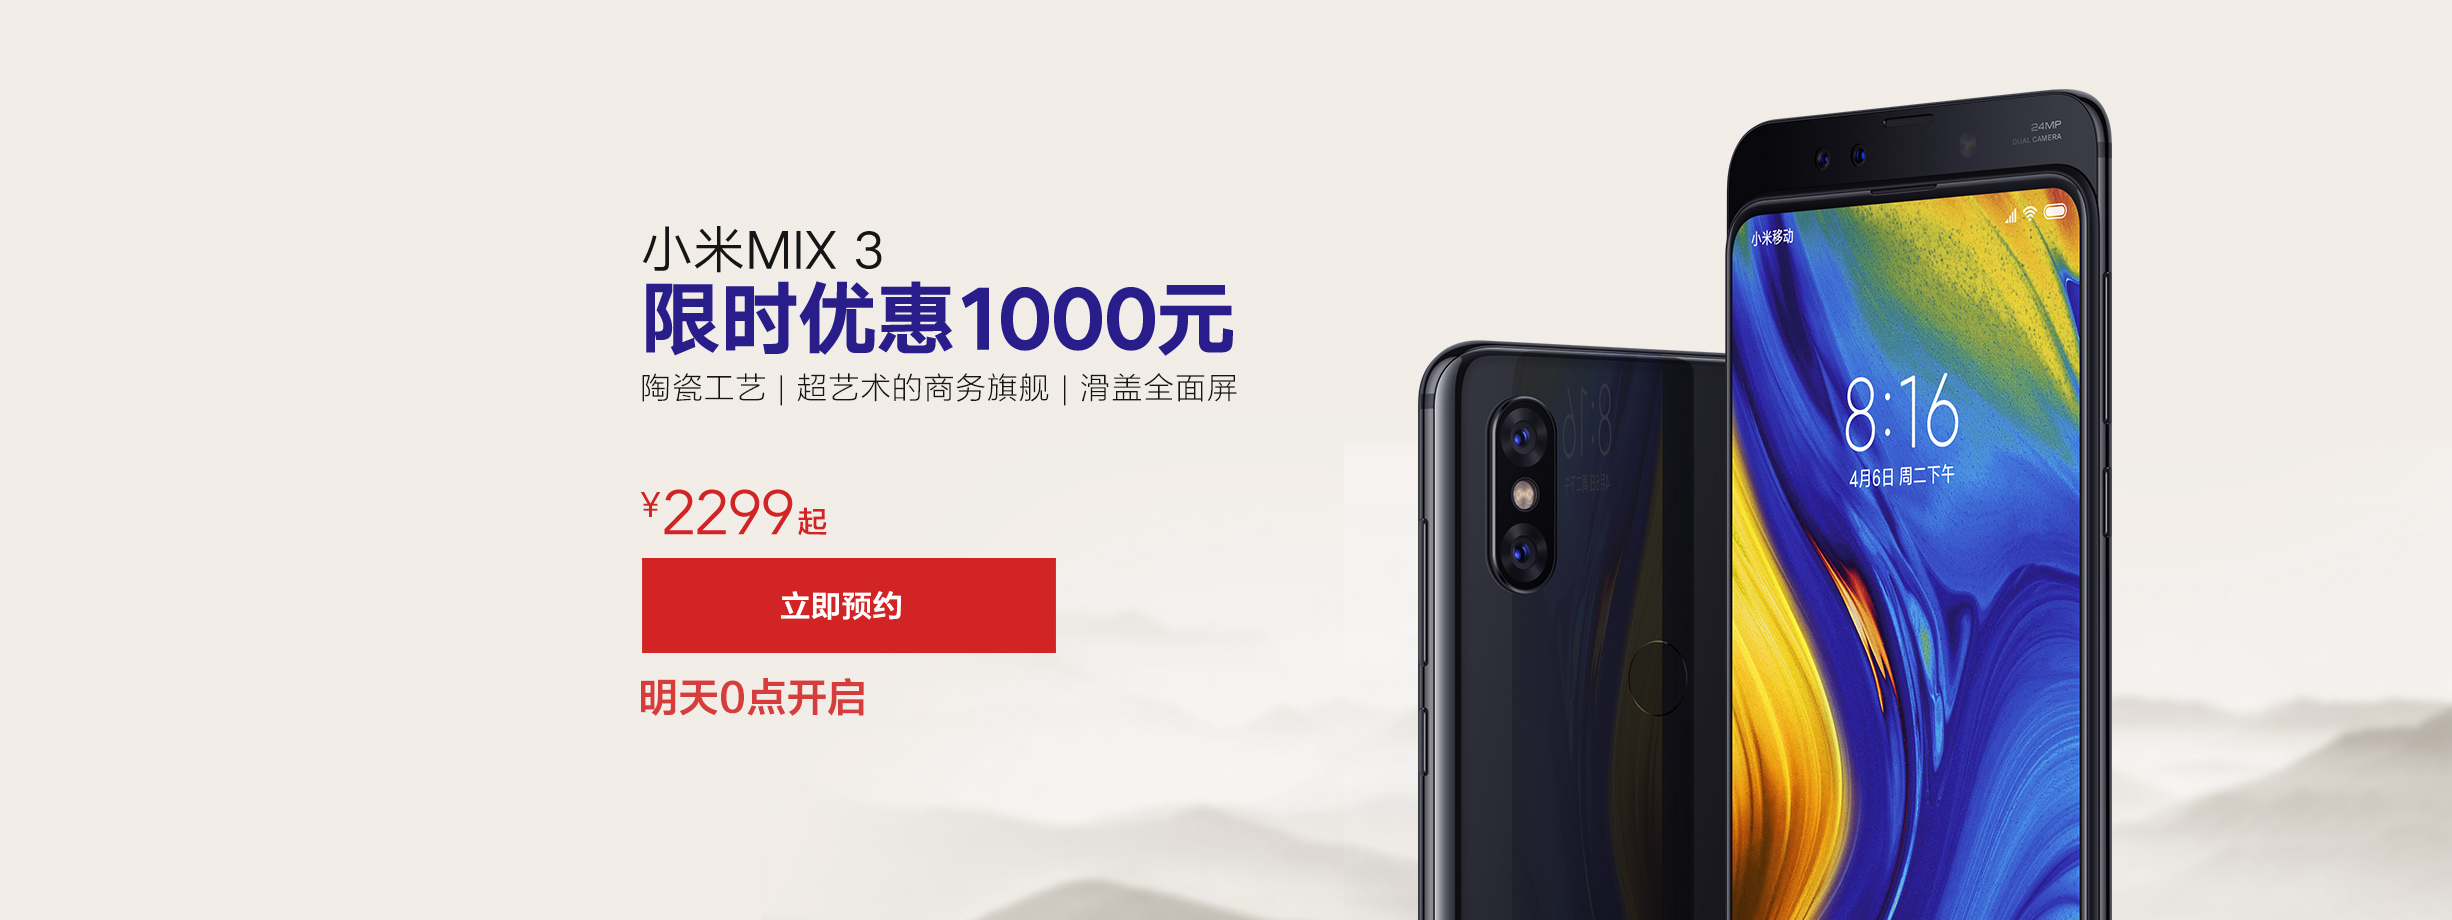 小米MIX 3
限时优惠1000元
陶瓷工艺 | 超艺术的商务旗舰 | 滑盖全面屏
¥2299起
立即预约
明天0点开启
24MP
DUAL CAMERA
小米移动
8:16
4月6日 周二下午